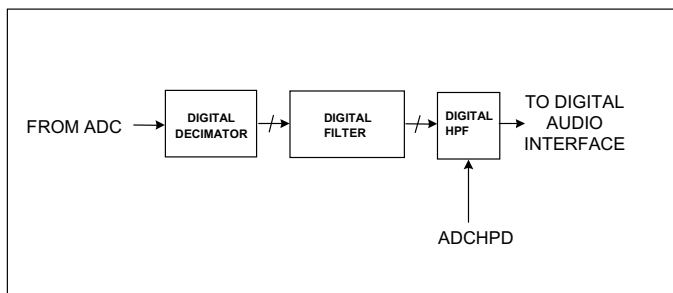 FROM ADC
DIGITAL
DECIMATOR
DIGITAL
FILTER
DIGITAL
HPF
TO DIGITAL
AUDIO
INTERFACE
ADCHPD